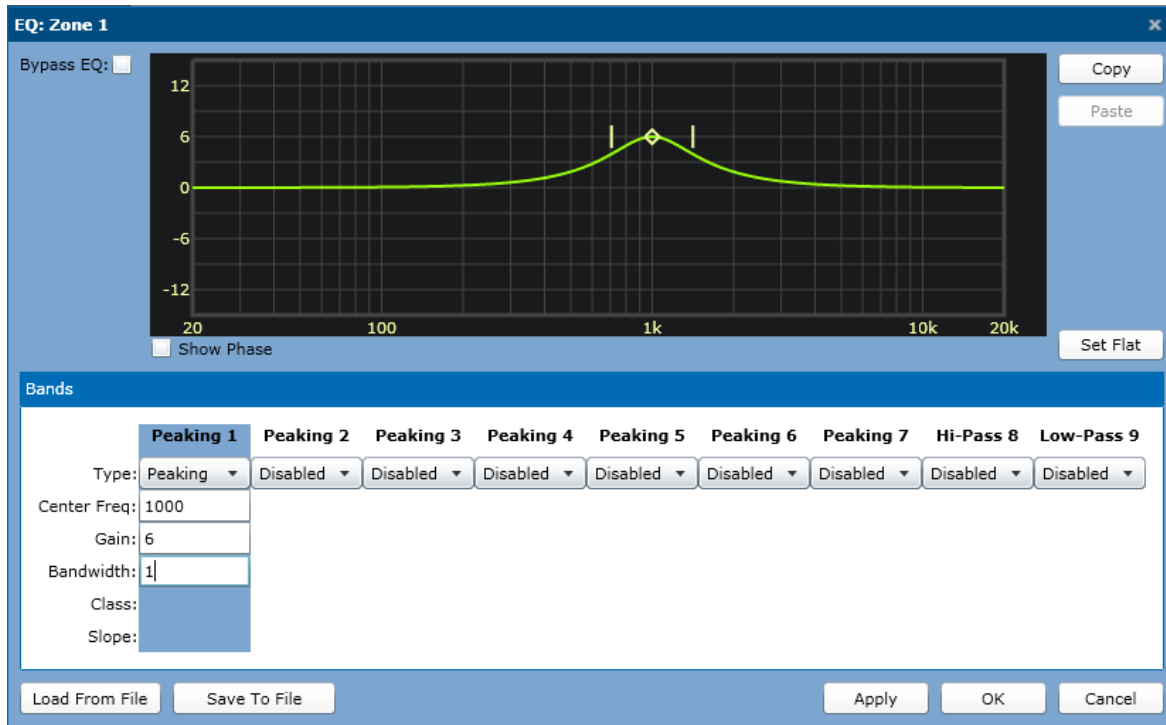 EQ: Zone 1
Bypass EQ:
12
6
0
-6
-12
20 100 1k 10k 20k
Show Phase
Copy
Paste
Set Flat
Bands
Peaking 1 Peaking 2 Peaking 3 Peaking 4 Peaking 5 Peaking 6 Peaking 7 Hi-Pass 8 Low-Pass 9
Type: Peaking Disabled Disabled Disabled Disabled Disabled Disabled Disabled Disabled
Center Freq: 1000
Gain: 6
Bandwidth: 1
Class:
Slope:
Load From File Save To File Apply OK Cancel